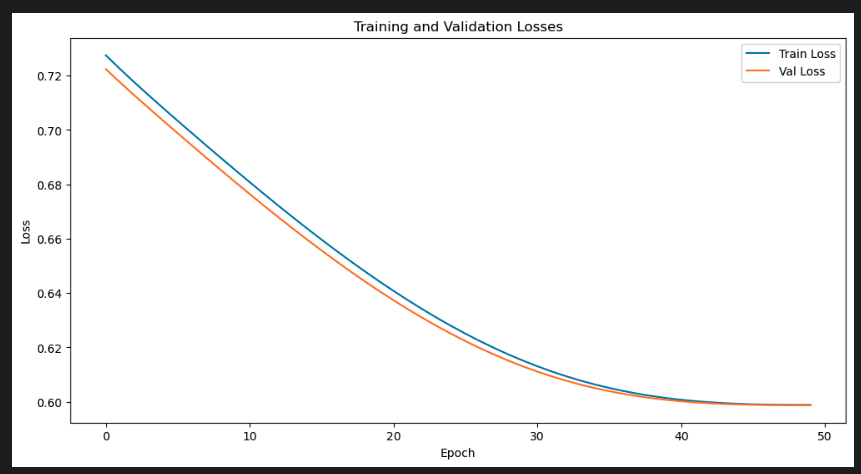 Training and Validation Losses
Train Loss
Val Loss
0.72
0.70
0.68
0.66
0.64
0.62
0.60
Loss
0 10 20 30 40 50
Epoch